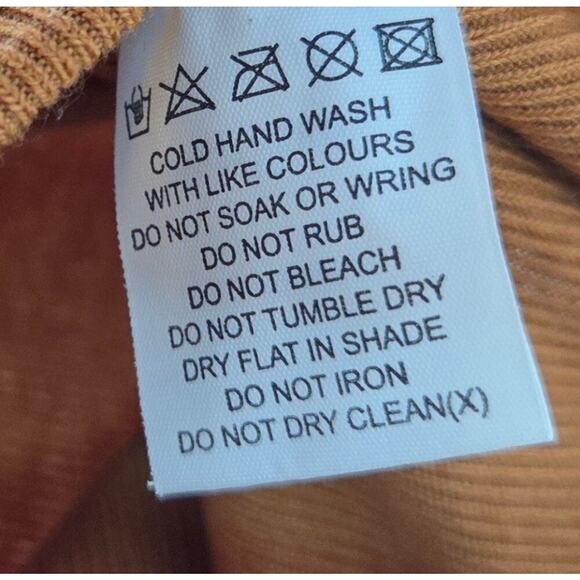 COLD HAND WASH
WITH LIKE COLOURS
DO NOT SOAK OR WRING
DO NOT RUB
DO NOT BLEACH
DO NOT TUMBLE DRY
DRY FLAT IN SHADE
DO NOT IRON
DO NOT DRY CLEAN(X)